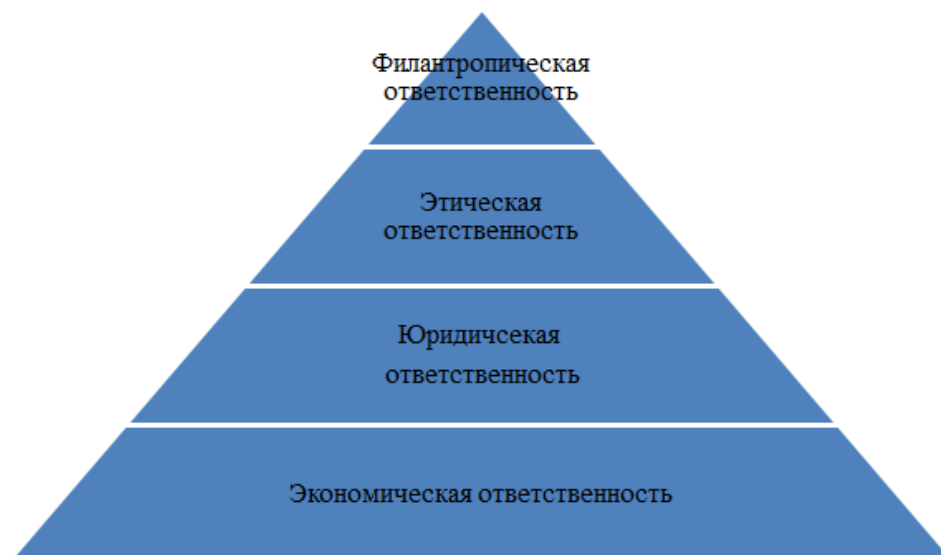 Филантропическая
ответственность
Этическая
ответственность
Юридичсекая
ответственность
Экономическая ответственность